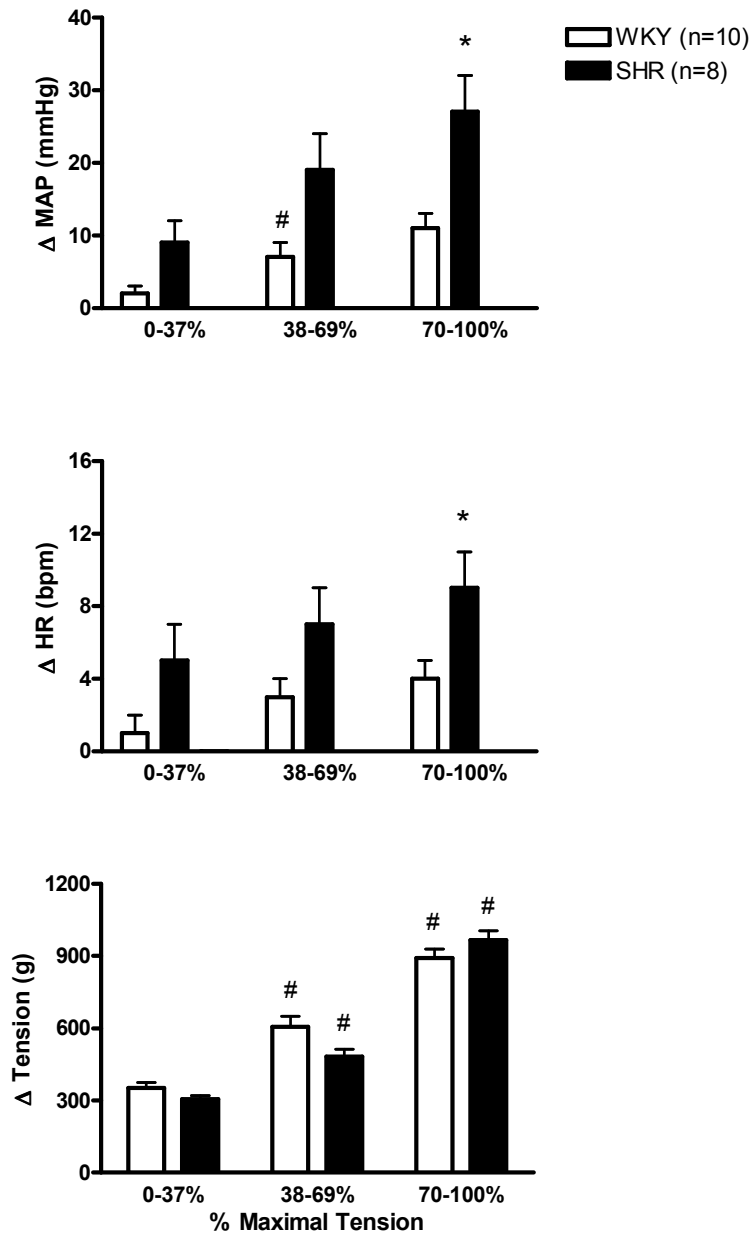 WKY (n=10)
SHR (n=8)
Δ MAP (mmHg)
40
30
20
10
0
#
*
0-37% 38-69% 70-100%
Δ HR (bpm)
16
12
8
4
0
*
0-37% 38-69% 70-100%
Δ Tension (g)
1200
900
600
300
0
# # # #
0-37% 38-69% 70-100%
% Maximal Tension